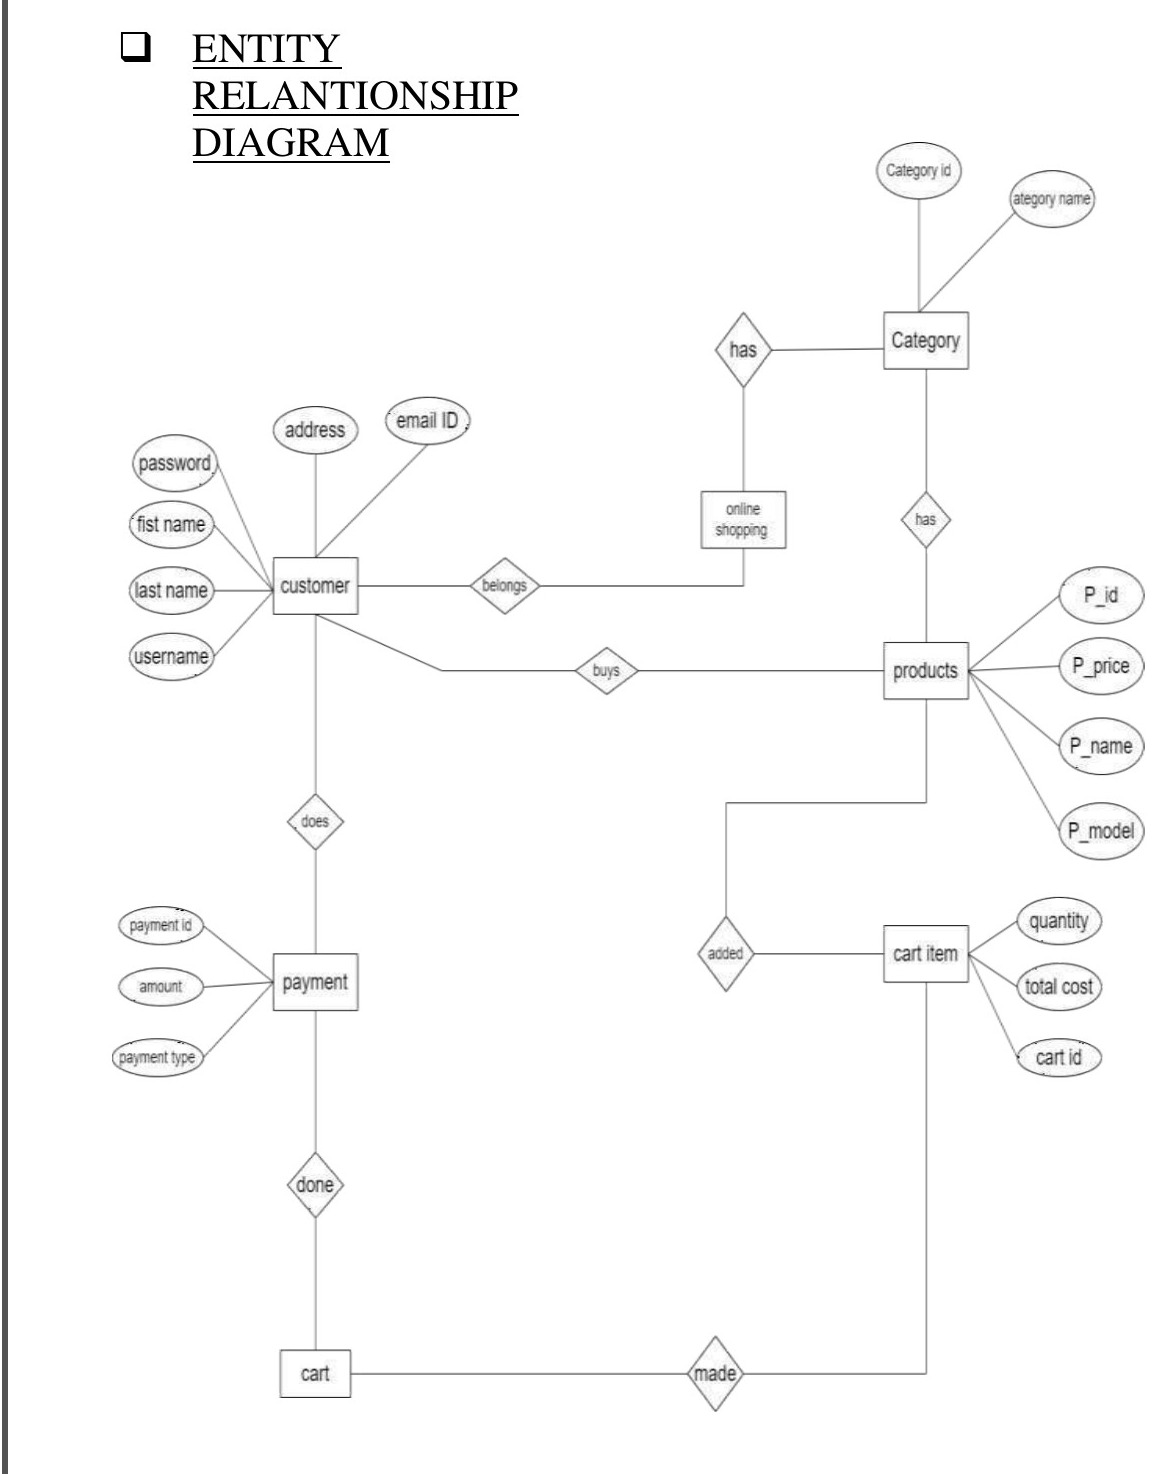 ENTITY
RELANTIONSHIP
DIAGRAM
Category id
ategory name
has
Category
address
email ID
password
fist name
last name
username
customer
belongs
online
shopping
has
buys
products
P_id
P_price
P_name
P_model
does
payment id
amount
payment type
payment
added
cart item
quantity
total cost
cart id
done
cart
made